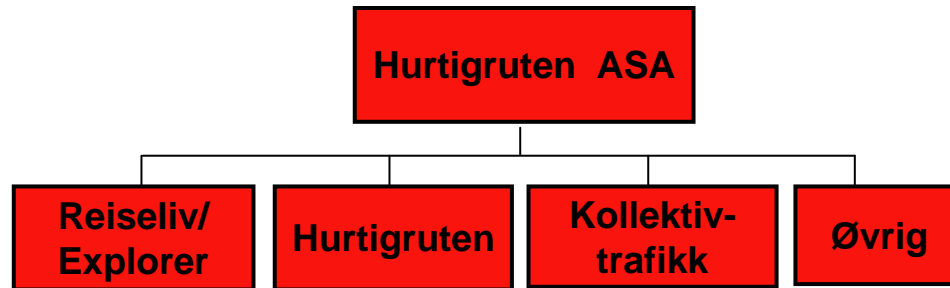 Hurtigruten ASA
Reiseliv/
Explorer
Hurtigruten
Kollektiv-
trafikk
Øvrig